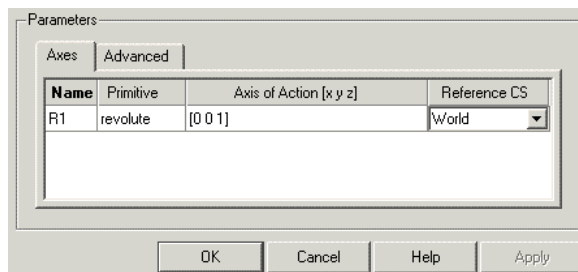 Parameters
Axes Advanced
Name Primitive Axis of Action [x y z] Reference CS
R1 revolute [0 0 1] World
OK Cancel Help Apply